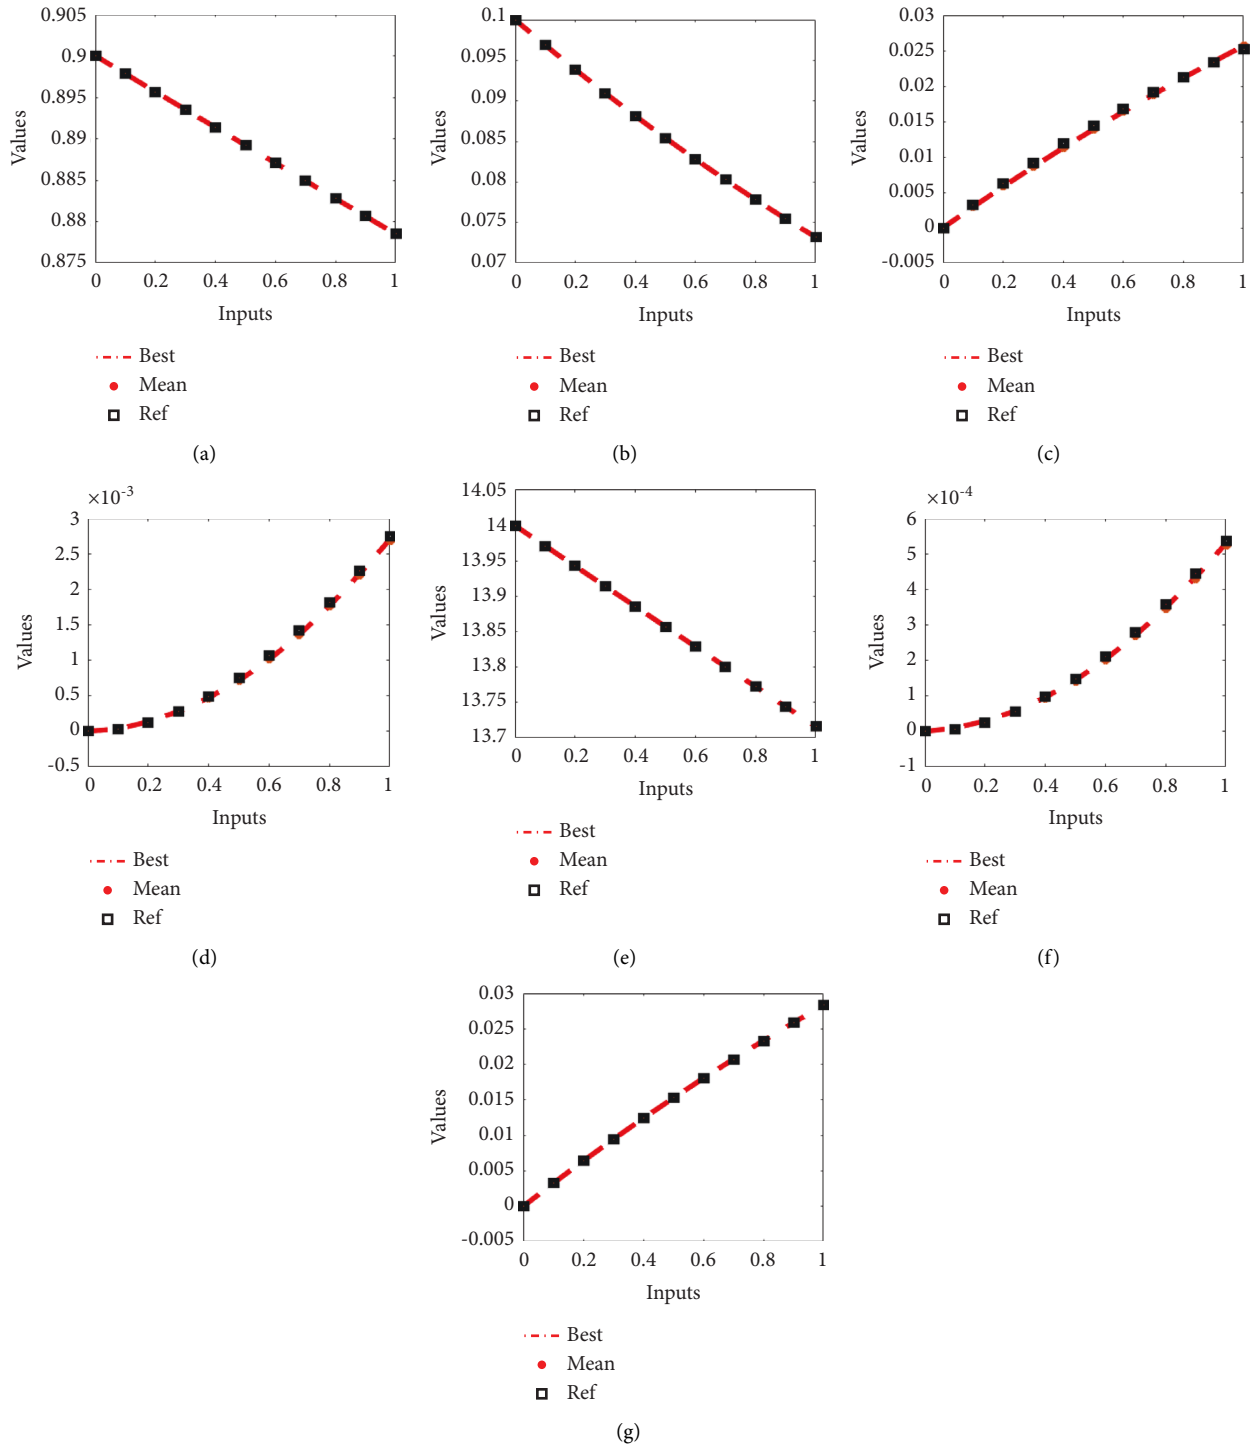 0.905
0.9
0.895
0.89
0.885
0.88
0.875
Values
0 0.2 0.4 0.6 0.8 1
Inputs
Best
Mean
Ref
(a)
0.1
0.095
0.09
0.085
0.08
0.075
0.07
Values
0 0.2 0.4 0.6 0.8 1
Inputs
Best
Mean
Ref
(b)
0.03
0.025
0.02
0.015
0.01
0.005
0
-0.005
Values
0 0.2 0.4 0.6 0.8 1
Inputs
Best
Mean
Ref
(c)
×10-3
3
2.5
2
1.5
1
0.5
0
-0.5
Values
0 0.2 0.4 0.6 0.8 1
Inputs
Best
Mean
Ref
(d)
14.05
14
13.95
13.9
13.85
13.8
13.75
13.7
Values
0 0.2 0.4 0.6 0.8 1
Inputs
Best
Mean
Ref
(e)
×10-4
6
5
4
3
2
1
0
-1
Values
0 0.2 0.4 0.6 0.8 1
Inputs
Best
Mean
Ref
(f)
0.03
0.025
0.02
0.015
0.01
0.005
0
-0.005
Values
0 0.2 0.4 0.6 0.8 1
Inputs
Best
Mean
Ref
(g)